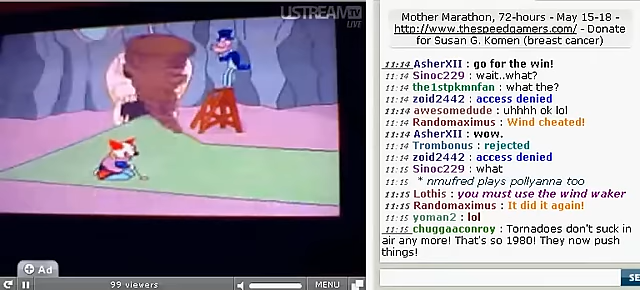 USTREAM TV
LIVE
Ad
99 viewers
MENU
Mother Marathon, 72-hours - May 15-18 -
http://www.thespeedgamers.com/ - Donate
for Susan G. Komen (breast cancer)
11:14 AsherXII : go for the win!
11:14 Sinoc229 : wait..what?
11:14 the1stpkmnfan : what the?
11:14 zoid2442 : access denied
11:14 awesomedude : uhhhh ok lol
11:14 Randomaximus : Wind cheated!
11:14 AsherXII : wow.
11:14 Trombonus : rejected
11:14 zoid2442 : access denied
11:15 Sinoc229 : what
11:15 * nmufred plays pollyanna too
11:15 Lothis : you must use the wind waker
11:15 Randomaximus : It did it again!
11:15 yoman2 : lol
11:15 chuggaaconroy : Tornadoes don't suck in
air any more! That's so 1980! They now push
things!
SE